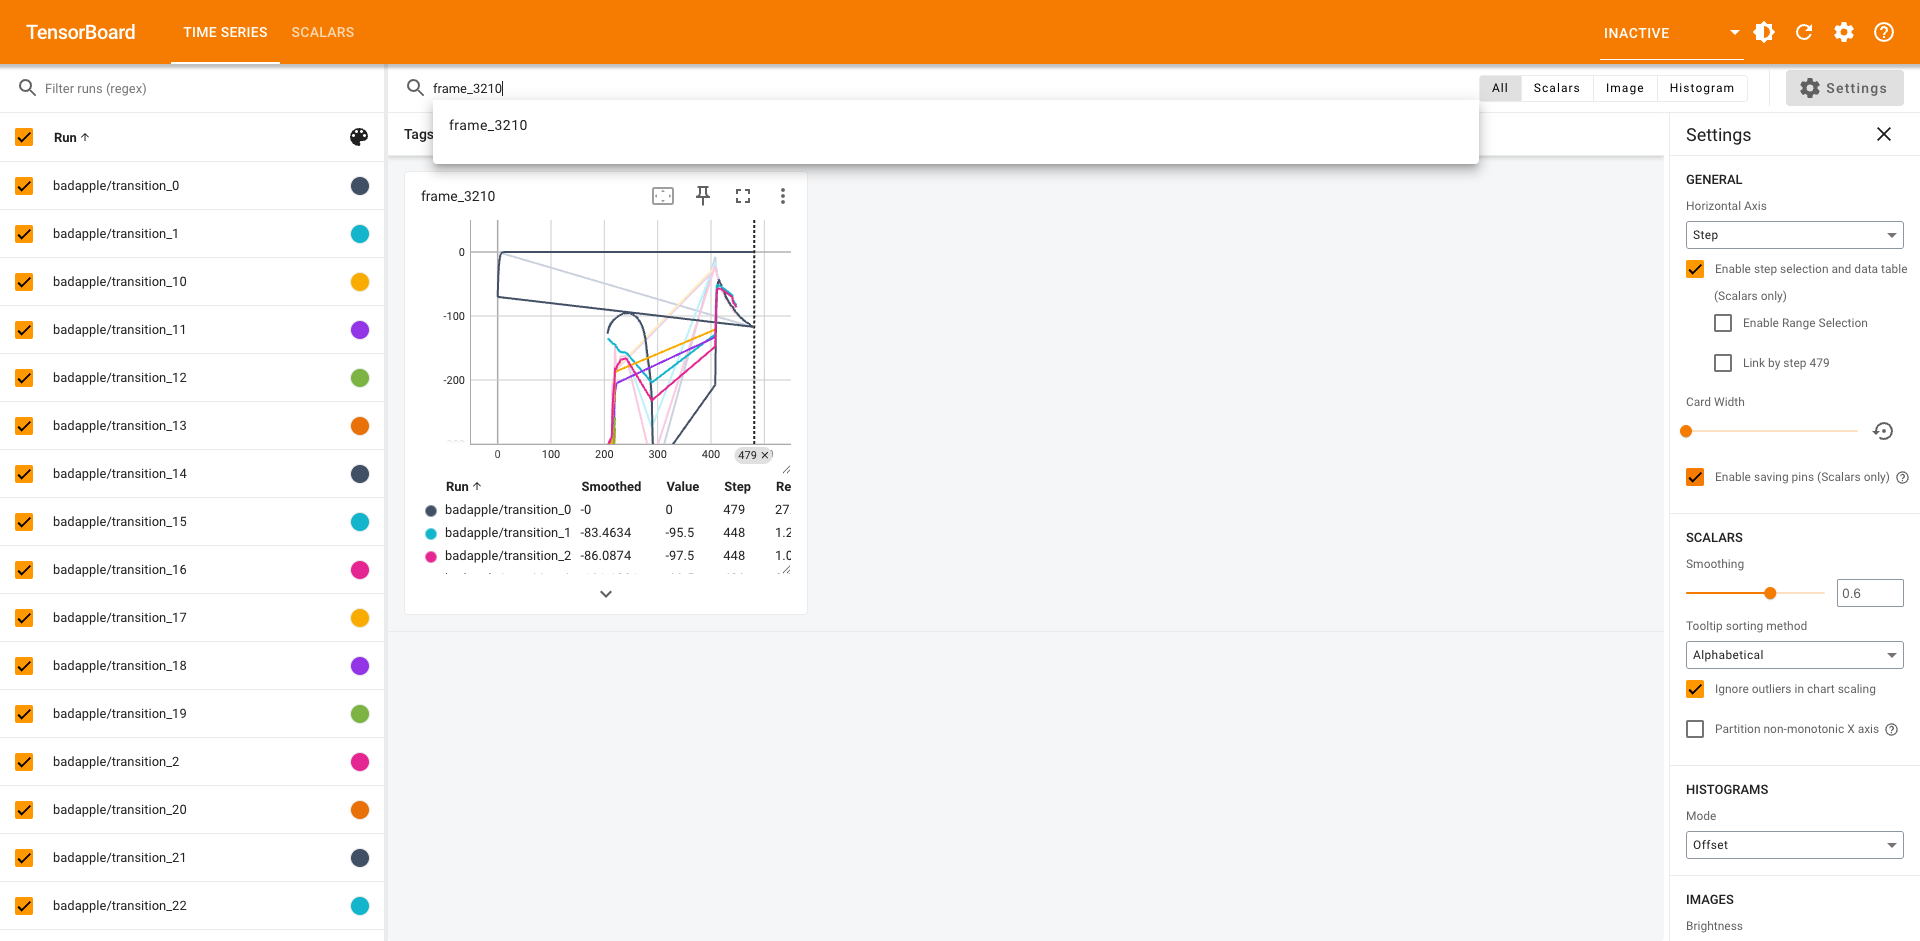 TensorBoard
TIME SERIES
SCALARS
INACTIVE
Filter runs (regex)
frame_3210
All
Scalars
Image
Histogram
Settings
frame_3210
Run
Tags
Settings
badapple/transition_0
badapple/transition_1
badapple/transition_10
badapple/transition_11
badapple/transition_12
badapple/transition_13
badapple/transition_14
badapple/transition_15
badapple/transition_16
badapple/transition_17
badapple/transition_18
badapple/transition_19
badapple/transition_2
badapple/transition_20
badapple/transition_21
badapple/transition_22
frame_3210
0
-100
-200
0 100 200 300 400 479
Run Smoothed Value Step Re
badapple/transition_0 -0 0 479 27.
badapple/transition_1 -83.4634 -95.5 448 1.2
badapple/transition_2 -86.0874 -97.5 448 1.0
GENERAL
Horizontal Axis
Step
Enable step selection and data table
(Scalars only)
Enable Range Selection
Link by step 479
Card Width
Enable saving pins (Scalars only)
SCALARS
Smoothing
0.6
Tooltip sorting method
Alphabetical
Ignore outliers in chart scaling
Partition non-monotonic X axis
HISTOGRAMS
Mode
Offset
IMAGES
Brightness